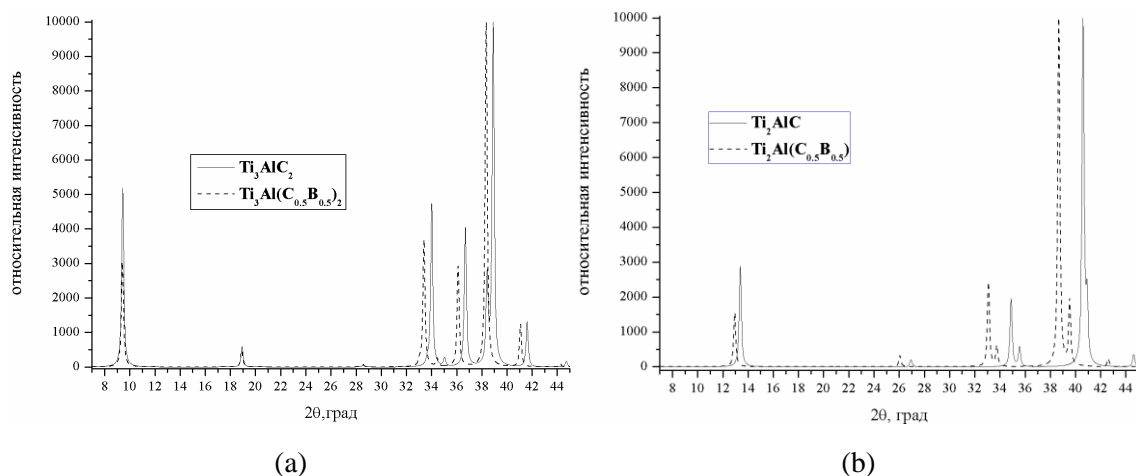 относительная интенсивность
10000
9000
8000
7000
6000
5000
4000
3000
2000
1000
0
Ti₃AlC₂
Ti₃Al(C₀.₅B₀.₅)₂
8 10 12 14 16 18 20 22 24 26 28 30 32 34 36 38 40 42 44
2θ,град
(a)
относительная интенсивность
10000
9000
8000
7000
6000
5000
4000
3000
2000
1000
0
Ti₂AlC
Ti₂Al(C₀.₅B₀.₅)
8 10 12 14 16 18 20 22 24 26 28 30 32 34 36 38 40 42 44
2θ, град
(b)